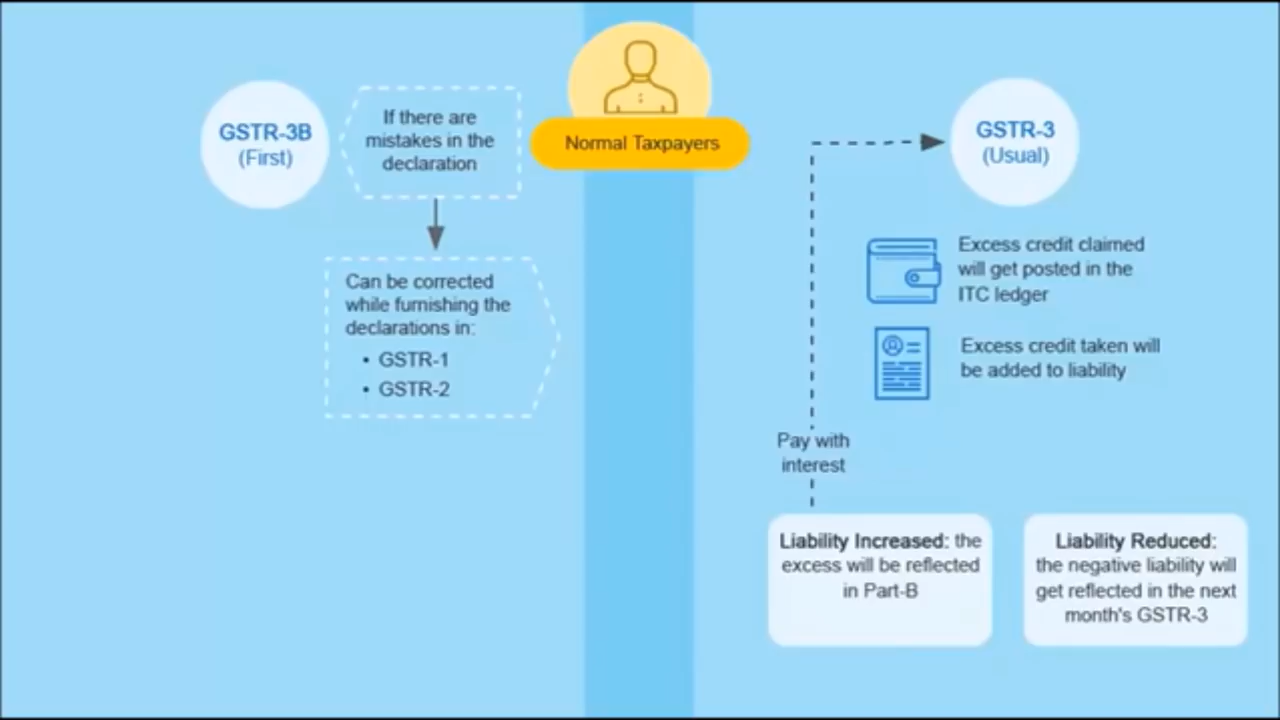 GSTR-3B
(First)
If there are
mistakes in the
declaration
Can be corrected
while furnishing the
declarations in:
• GSTR-1
• GSTR-2
Normal Taxpayers
GSTR-3
(Usual)
Excess credit claimed
will get posted in the
ITC ledger
Excess credit taken will
be added to liability
Pay with
interest
Liability Increased: the
excess will be reflected
in Part-B
Liability Reduced:
the negative liability will
get reflected in the next
month's GSTR-3